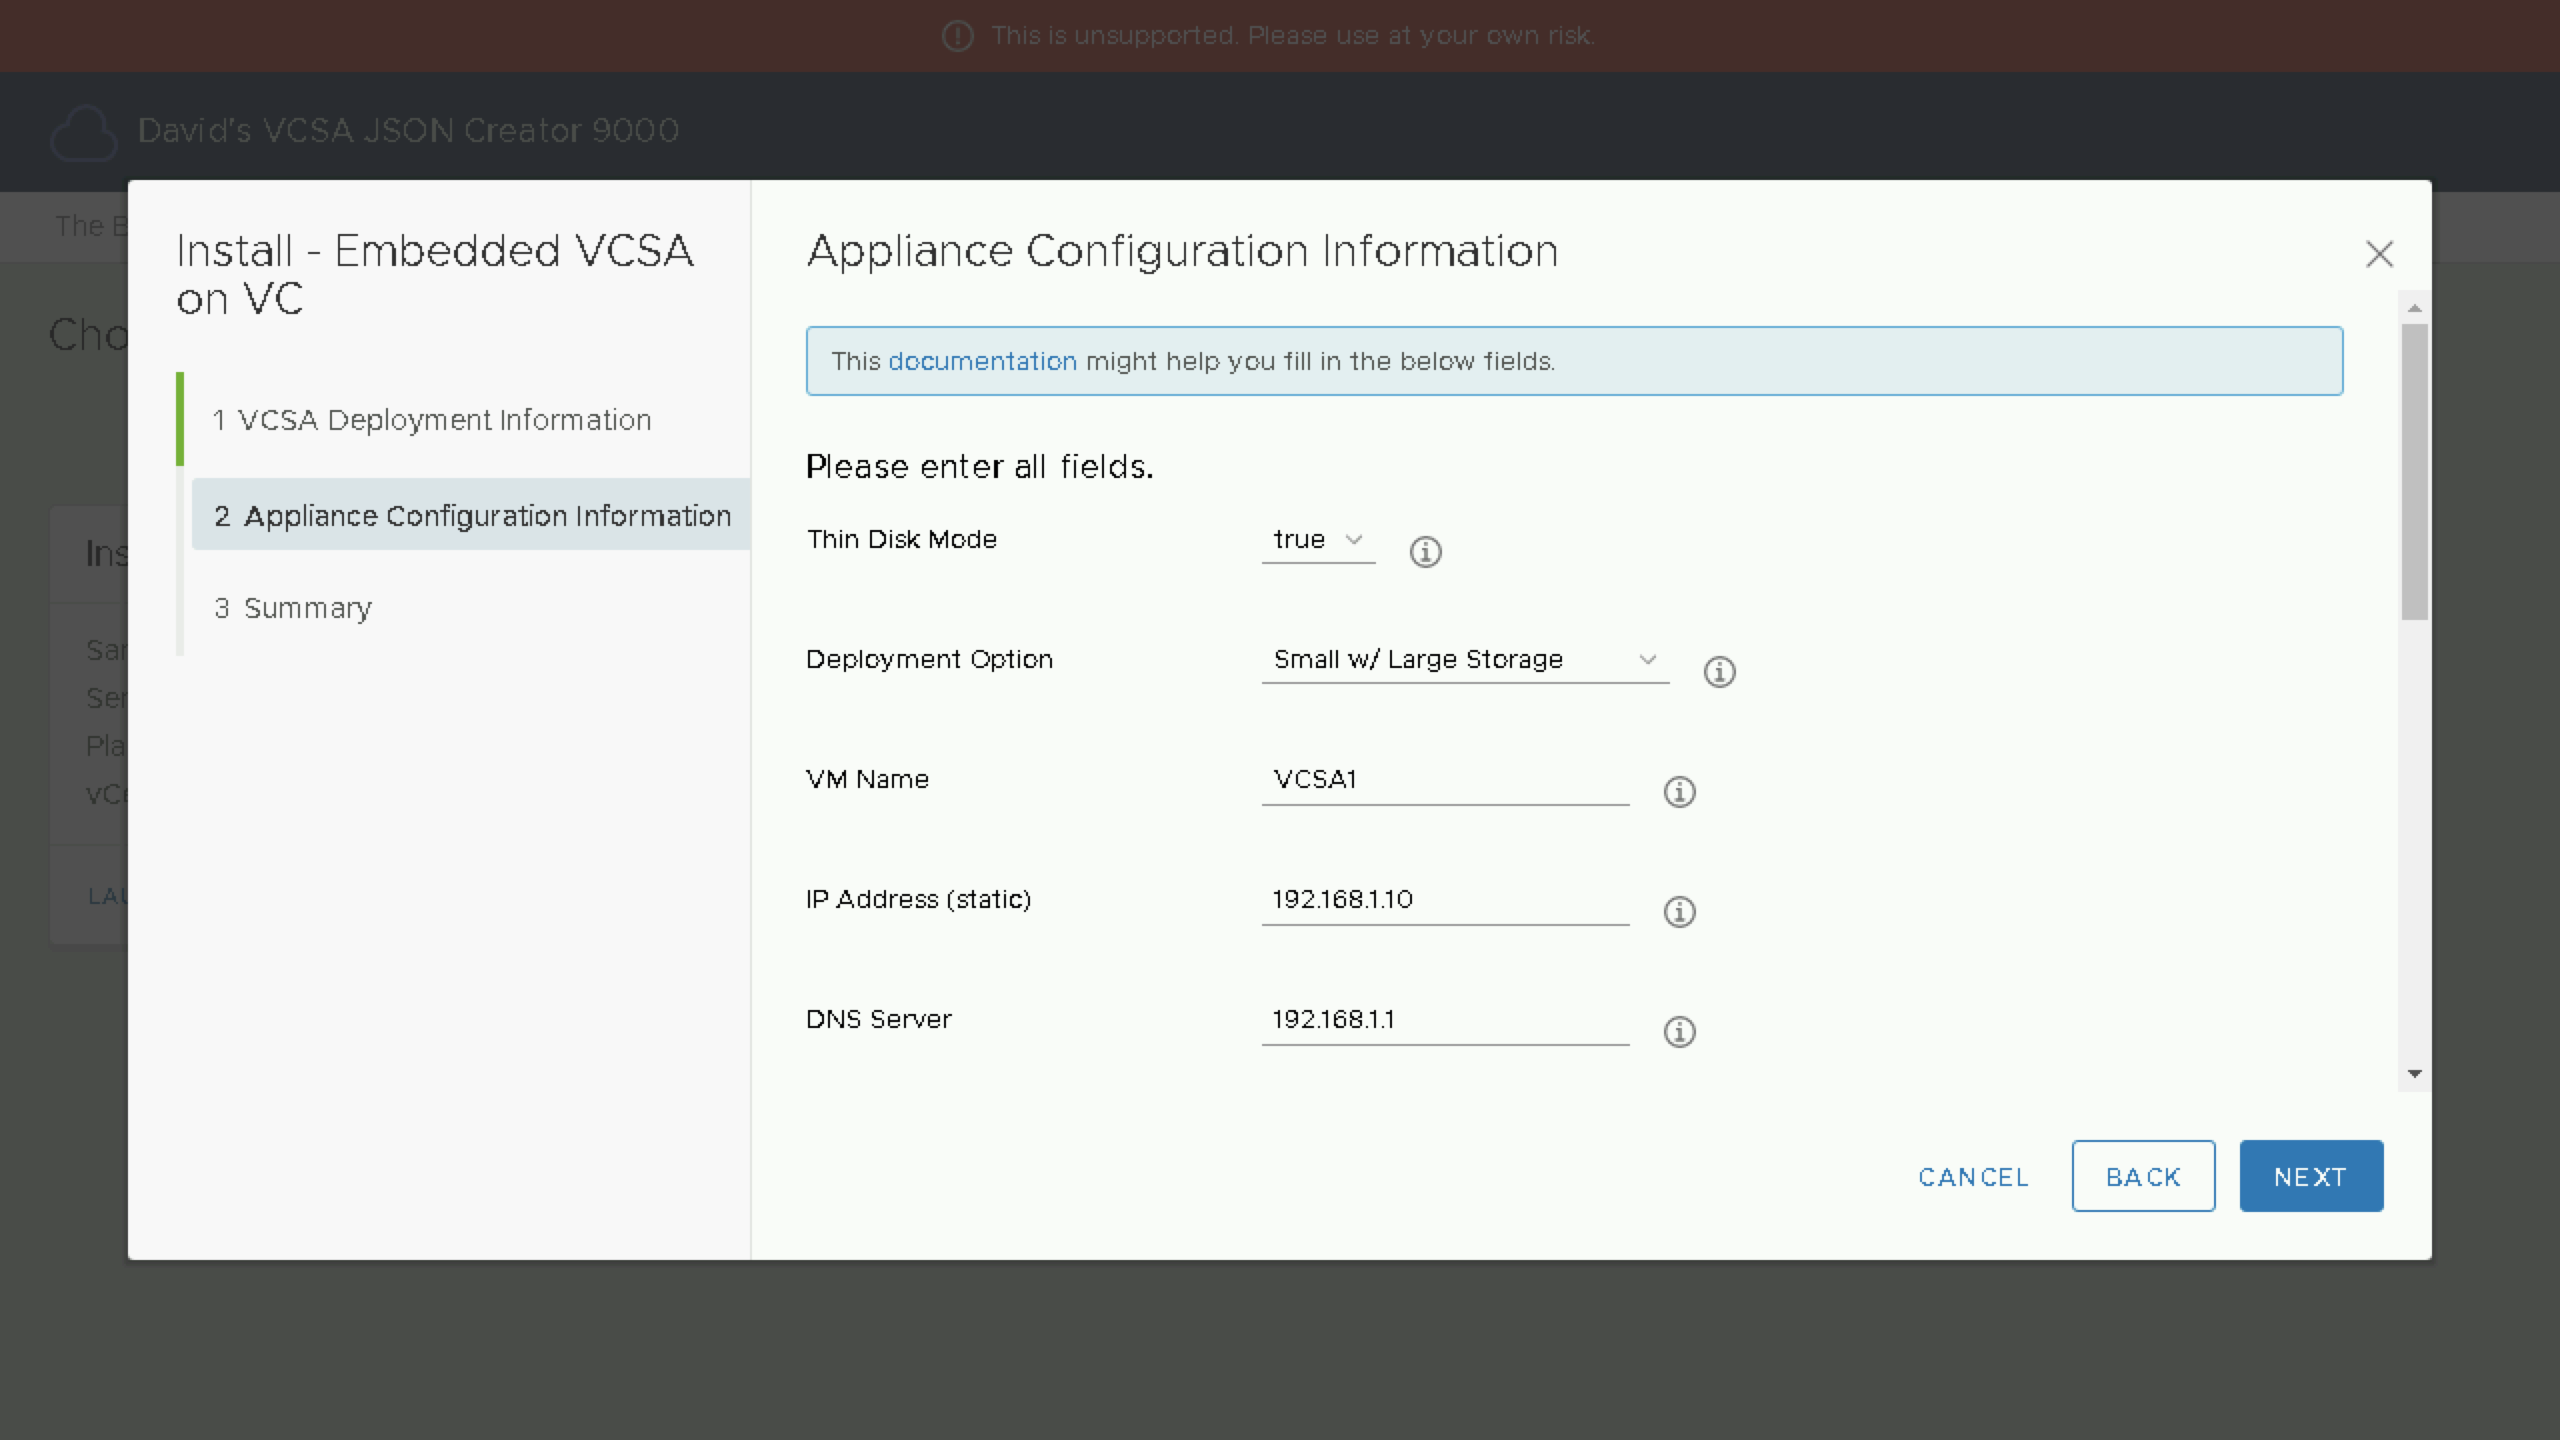 This is unsupported. Please use at your own risk.
David's VCSA JSON Creator 9000
The B
Cho
Ins
Sar
Ser
Pla
LAU
Install - Embedded VCSA
on VC
1 VCSA Deployment Information
2 Appliance Configuration Information
3 Summary
Appliance Configuration Information
This documentation might help you fill in the below fields.
Please enter all fields.
Thin Disk Mode true
Deployment Option Small w/ Large Storage
VM Name VCSA1
IP Address (static) 192.168.1.10
DNS Server 192.168.1.1
CANCEL BACK NEXT